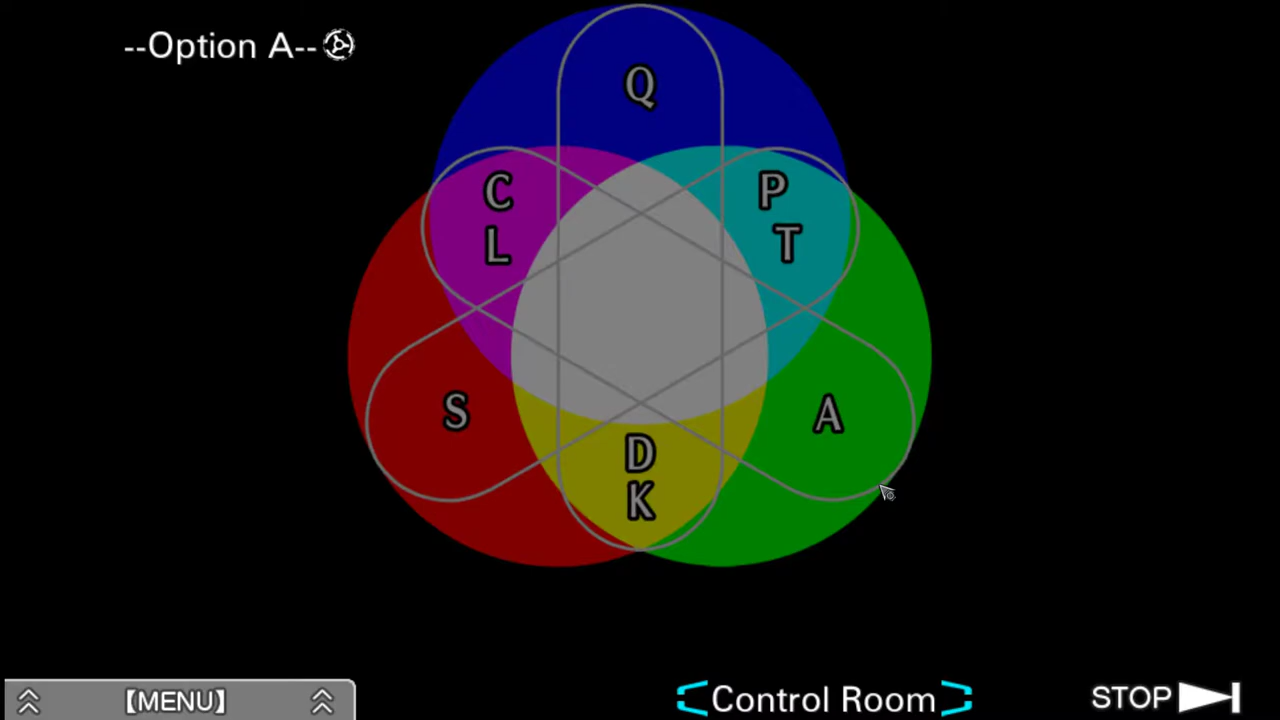 --Option A--
Q
C
P
L
T
S
A
D
K
[MENU]
Control Room
STOP